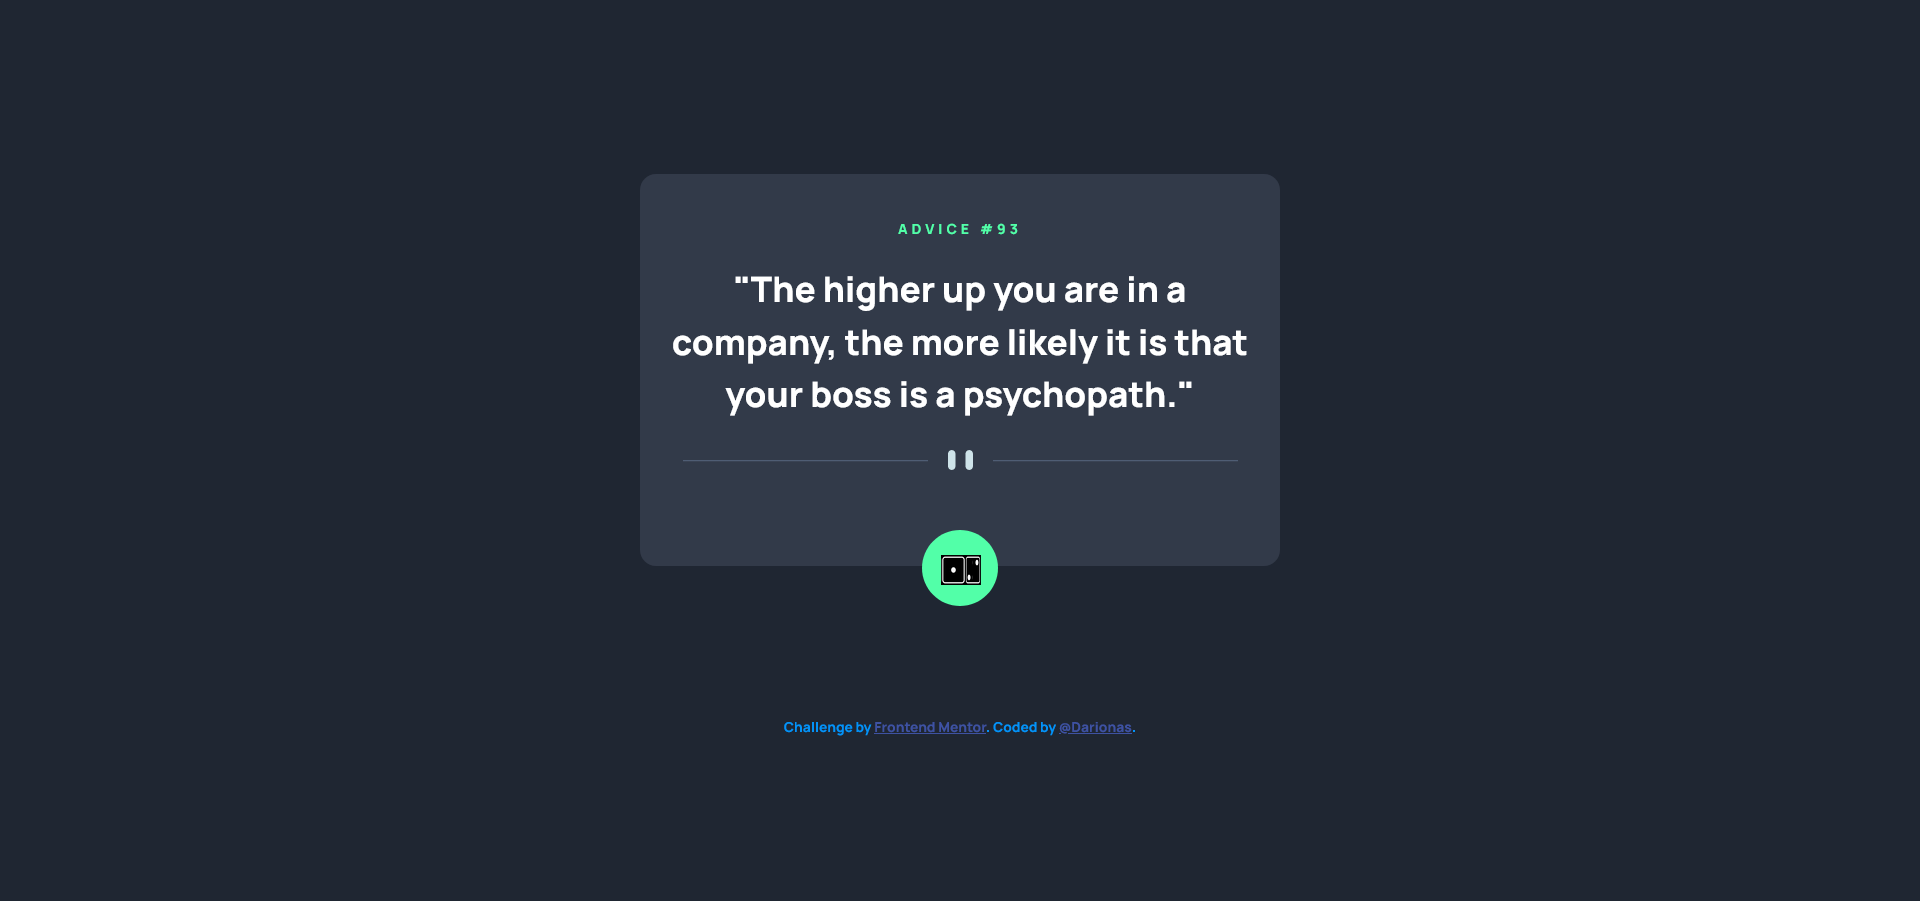 ADVICE #93
"The higher up you are in a
company, the more likely it is that
your boss is a psychopath."
Challenge by Frontend Mentor. Coded by @Darionas.